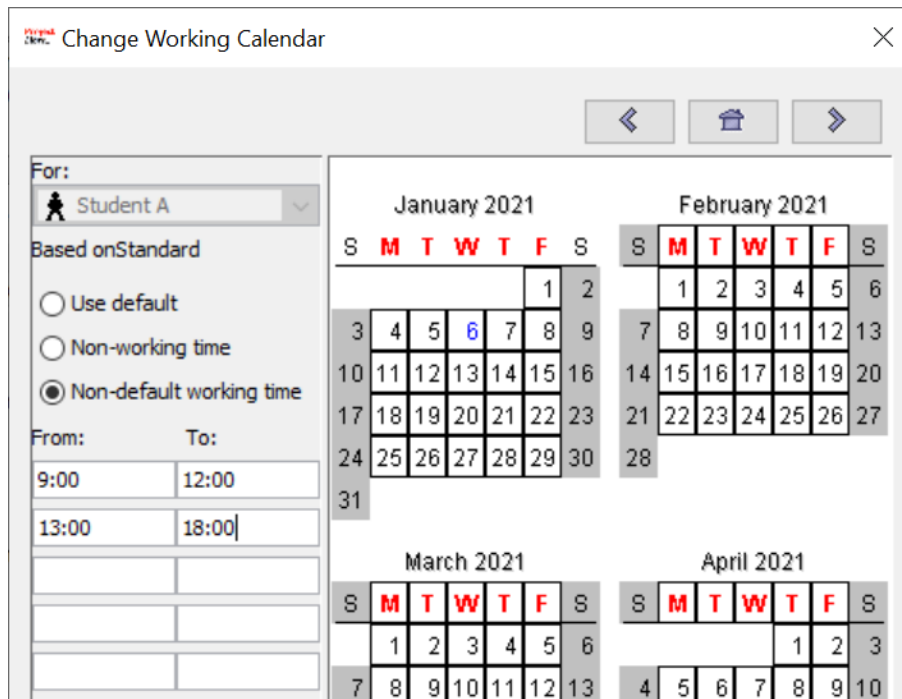 Change Working Calendar
For:
Student A
Based onStandard
Use default
Non-working time
Non-default working time
From: To:
9:00 12:00
13:00 18:00
January 2021
S M T W T F S
1 2
3 4 5 6 7 8 9
10 11 12 13 14 15 16
17 18 19 20 21 22 23
24 25 26 27 28 29 30
31
February 2021
S M T W T F S
1 2 3 4 5 6
7 8 9 10 11 12 13
14 15 16 17 18 19 20
21 22 23 24 25 26 27
28
March 2021
S M T W T F S
1 2 3 4 5 6
7 8 9 10 11 12 13
April 2021
S M T W T F S
1 2 3
4 5 6 7 8 9 10